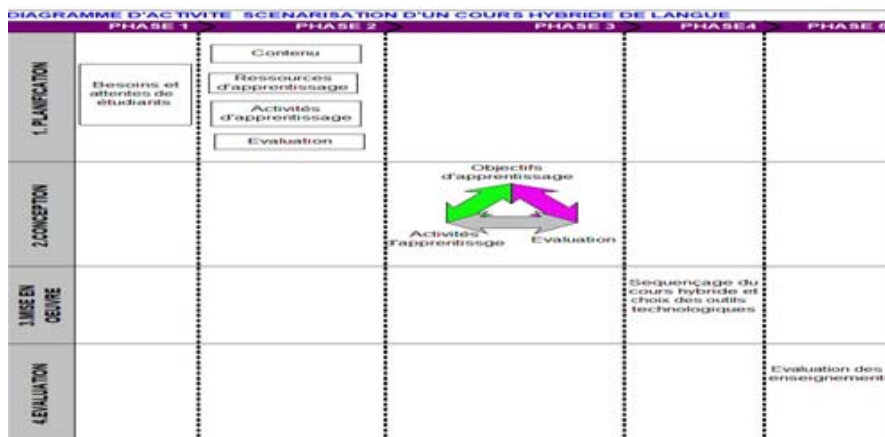 DIAGRAMME D'ACTIVITE SCENARISATION D'UN COURS HYBRIDE DE LANGUE
PHASE 1 PHASE 2 PHASE 3 PHASE4 PHASE
1. PLANIFICATION
Besoins et
attentes de
étudiants
Contenu
Ressources
d'apprentissage
Activités
d'apprentissage
Evaluation
2.CONCEPTION
Objectifs
d'apprentissage
Activités
d'apprentissge
Evaluation
3.MISE EN
OEUVRE
Sequençage du
cours hybride et
choix des outils
technologiques
4.EVALUATION
Evaluation des
enseignement